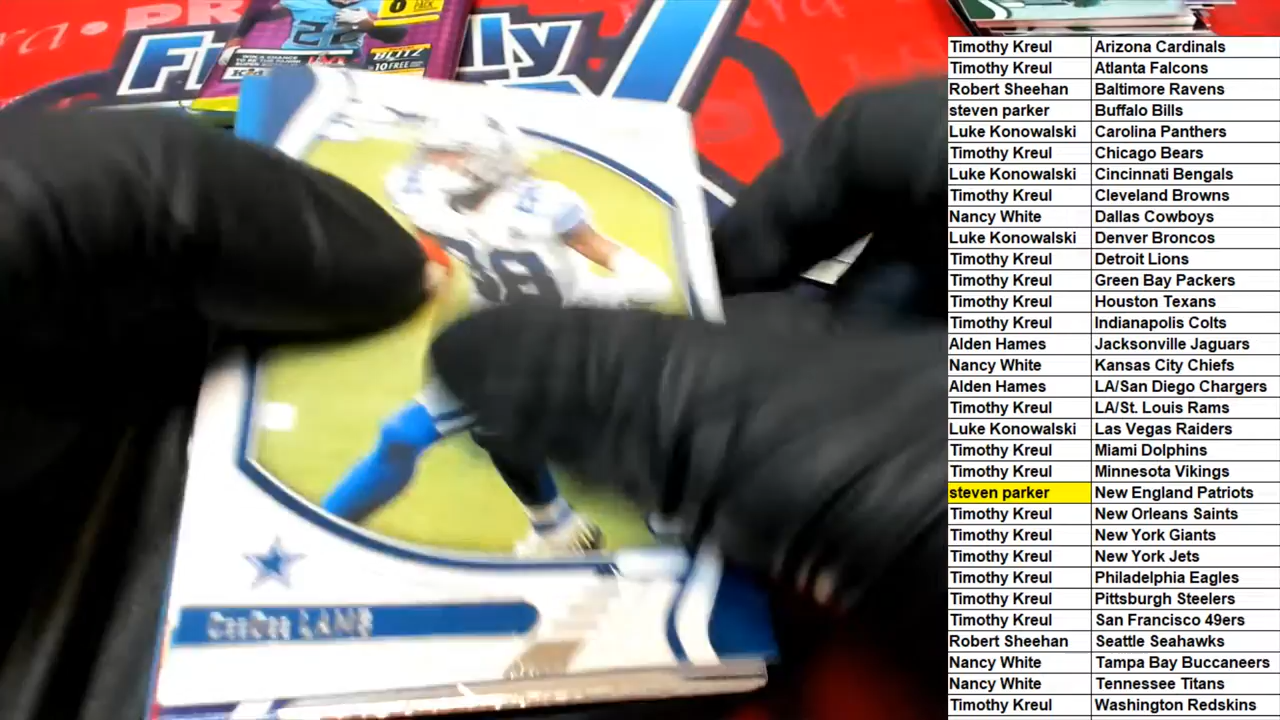 PR
ly
22
8
PACK
BLITZ
10 FREE
88
CeeDee LAMB
Timothy Kreul Arizona Cardinals
Timothy Kreul Atlanta Falcons
Robert Sheehan Baltimore Ravens
steven parker Buffalo Bills
Luke Konowalski Carolina Panthers
Timothy Kreul Chicago Bears
Luke Konowalski Cincinnati Bengals
Timothy Kreul Cleveland Browns
Nancy White Dallas Cowboys
Luke Konowalski Denver Broncos
Timothy Kreul Detroit Lions
Timothy Kreul Green Bay Packers
Timothy Kreul Houston Texans
Timothy Kreul Indianapolis Colts
Alden Hames Jacksonville Jaguars
Nancy White Kansas City Chiefs
Alden Hames LA/San Diego Chargers
Timothy Kreul LA/St. Louis Rams
Luke Konowalski Las Vegas Raiders
Timothy Kreul Miami Dolphins
Timothy Kreul Minnesota Vikings
steven parker New England Patriots
Timothy Kreul New Orleans Saints
Timothy Kreul New York Giants
Timothy Kreul New York Jets
Timothy Kreul Philadelphia Eagles
Timothy Kreul Pittsburgh Steelers
Timothy Kreul San Francisco 49ers
Robert Sheehan Seattle Seahawks
Nancy White Tampa Bay Buccaneers
Nancy White Tennessee Titans
Timothy Kreul Washington Redskins